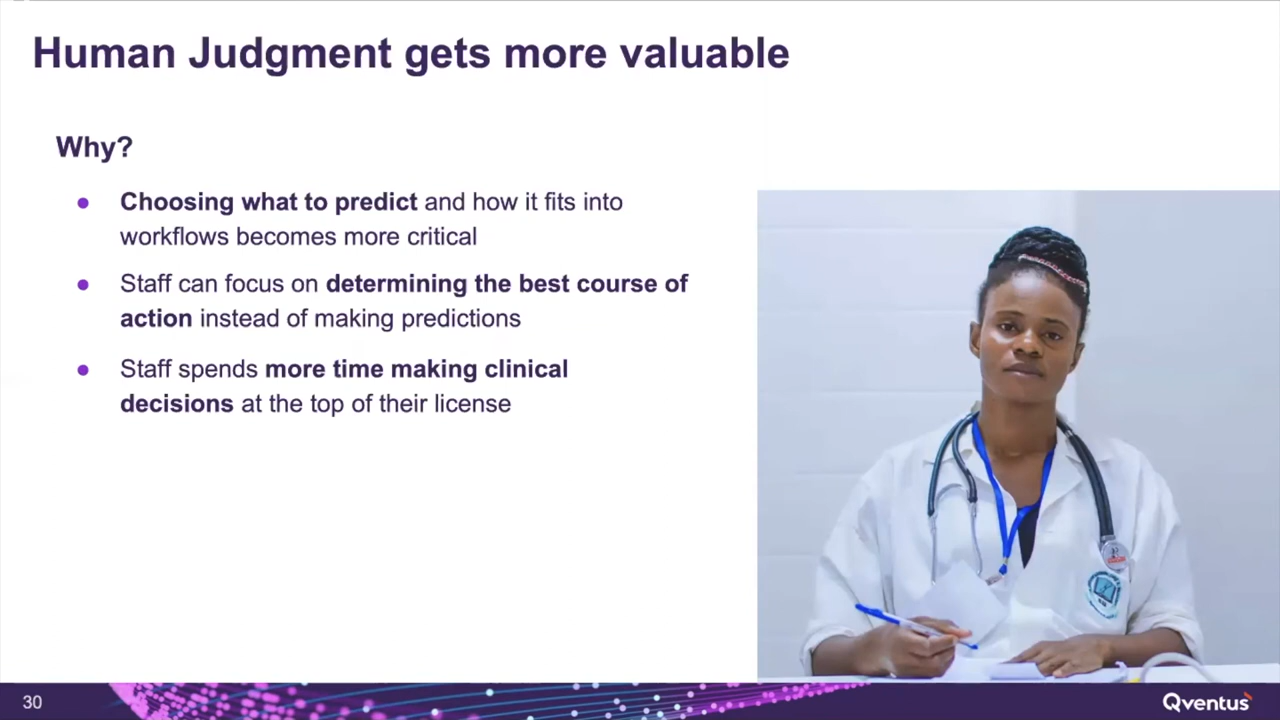 Human Judgment gets more valuable
Why?
● Choosing what to predict and how it fits into
workflows becomes more critical
● Staff can focus on determining the best course of
action instead of making predictions
● Staff spends more time making clinical
decisions at the top of their license
30
Qventus